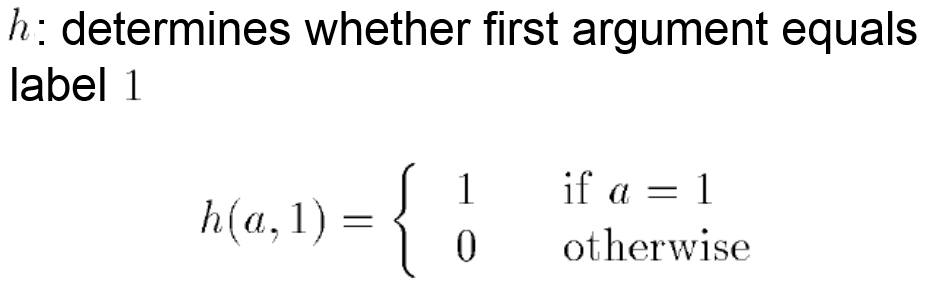 h: determines whether first argument equals
label 1
h(a, 1) = { 1 if a = 1
0 otherwise